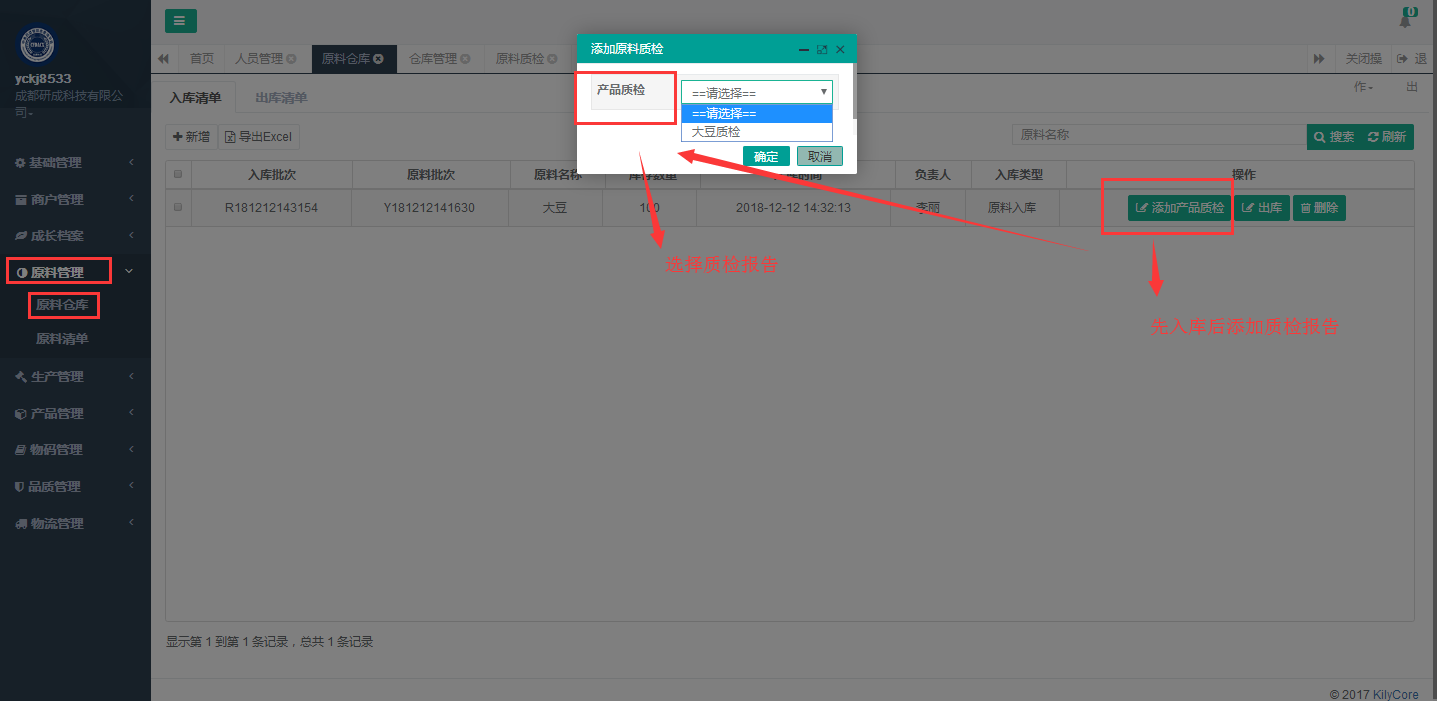 0
yckj8533
成都研成科技有限公
司
首页
人员管理
原料仓库
仓库管理
原料质检
关闭操
作
退
出
入库清单
出库清单
新增
导出Excel
原料名称
搜索
刷新
添加原料质检
产品质检
==请选择==
==请选择==
大豆质检
确定
取消
入库批次
原料批次
原料名称
库存数量
负责人
入库类型
操作
R181212143154
Y181212141630
大豆
100
2018-12-12 14:32:13
李丽
原料入库
添加产品质检
出库
删除
选择质检报告
先入库后添加质检报告
基础管理
商户管理
成长档案
原料管理
原料仓库
原料清单
生产管理
产品管理
物码管理
品质管理
物流管理
显示第 1 到第 1 条记录，总共 1 条记录
© 2017 KilyCore